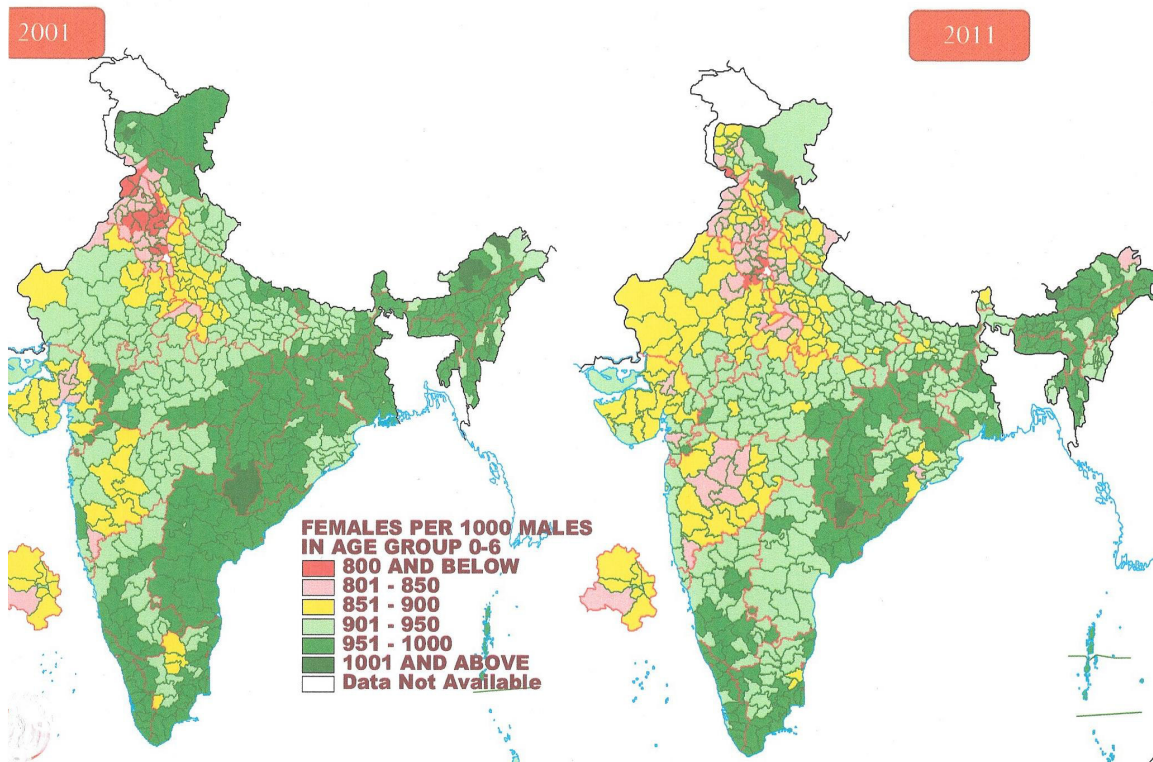 2001
2011
FEMALES PER 1000 MALES
IN AGE GROUP 0-6
800 AND BELOW
801 - 850
851 - 900
901 - 950
951 - 1000
1001 AND ABOVE
Data Not Available